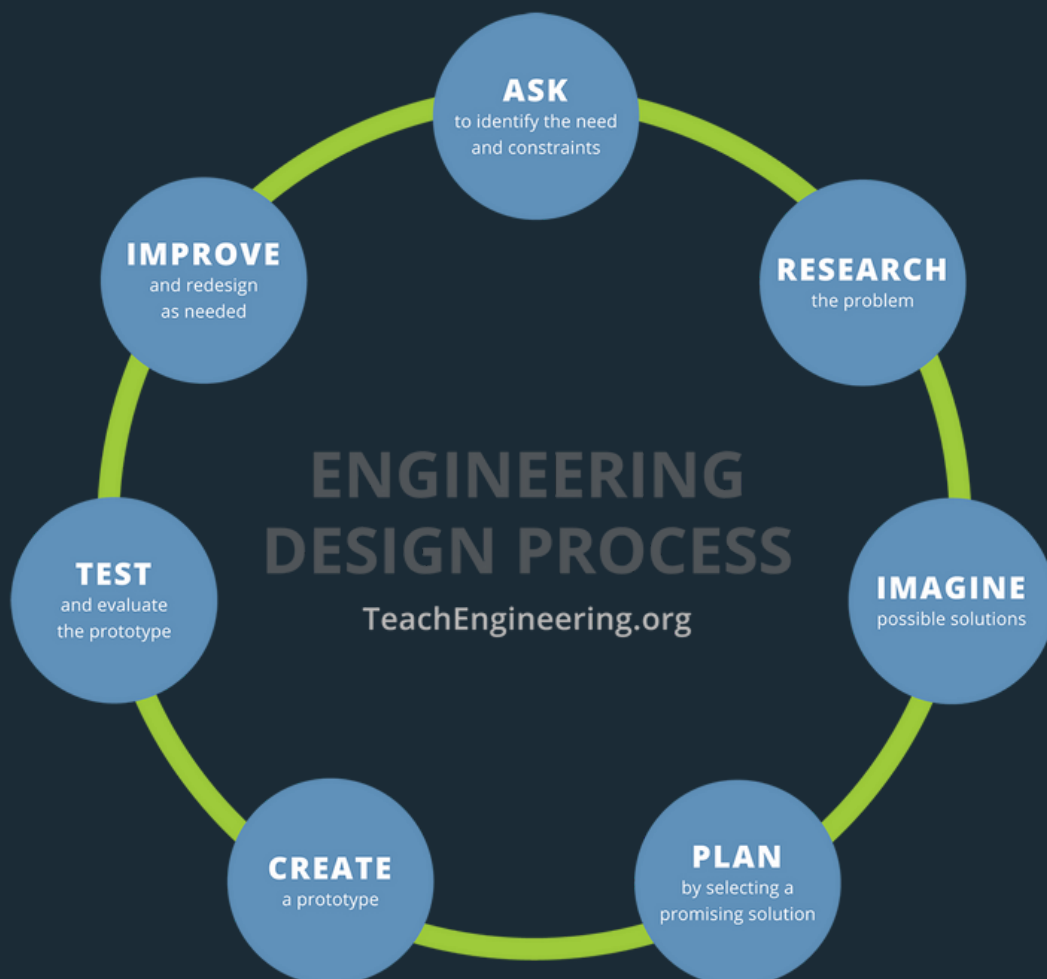 ASK
to identify the need
and constraints
RESEARCH
the problem
IMAGINE
possible solutions
PLAN
by selecting a
promising solution
CREATE
a prototype
TEST
and evaluate
the prototype
IMPROVE
and redesign
as needed
ENGINEERING
DESIGN PROCESS
TeachEngineering.org